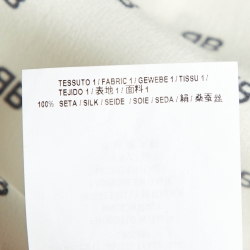 TESSUTO 1 / FABRIC 1 / GEWEBE 1 / TISSU 1 /
TEJIDO 1 / 表地 1 / 面料 1
100% SETA / SILK / SEIDE / SOIE / SEDA / 絹 / 桑蚕丝